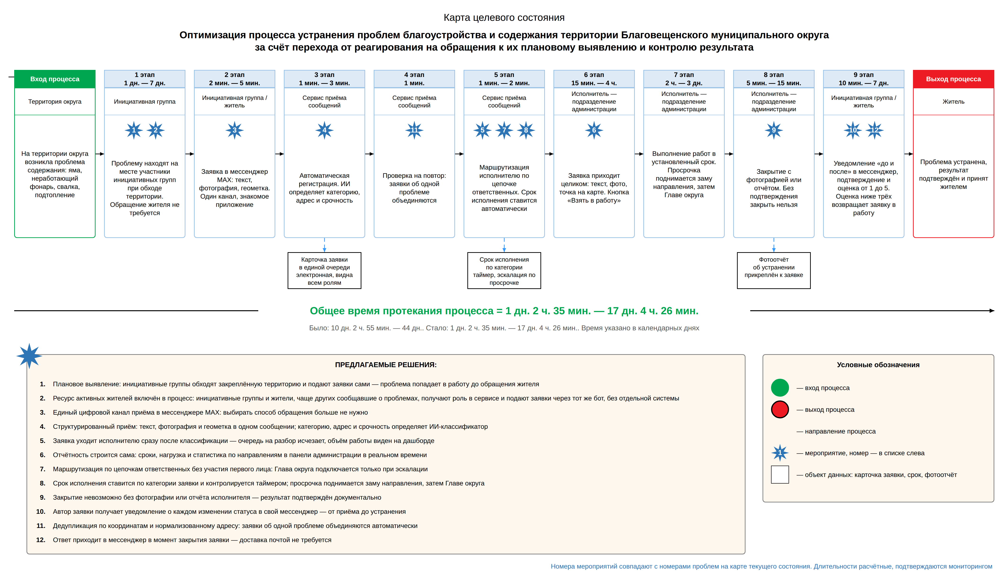 Карта целевого состояния
Оптимизация процесса устранения проблем благоустройства и содержания территории Благовещенского муниципального округа
за счёт перехода от реагирования на обращения к их плановому выявлению и контролю результата
Вход процесса
Территория округа
На территории округа
возникла проблема
содержания: яма,
неработающий
фонарь, свалка,
подтопление
1 этап
1 дн. — 7 дн.
Инициативная группа
1
2
Проблему находят на
месте участники
инициативных групп
при обходе
территории.
Обращение жителя не
требуется
2 этап
2 мин. — 5 мин.
Инициативная группа /
житель
3
Заявка в мессенджер
MAX: текст,
фотография, геометка.
Один канал, знакомое
приложение
3 этап
1 мин. — 3 мин.
Сервис приёма
сообщений
4
Автоматическая
регистрация. ИИ
определяет категорию,
адрес и срочность
4 этап
1 мин.
Сервис приёма
сообщений
11
Проверка на повтор:
заявки об одной
проблеме
объединяются
5 этап
1 мин. — 2 мин.
Сервис приёма
сообщений
5
7
8
Маршрутизация
исполнителю по
цепочке
ответственных. Срок
исполнения ставится
автоматически
6 этап
15 мин. — 4 ч.
Исполнитель —
подразделение
администрации
6
Заявка приходит
целиком: текст, фото,
точка на карте. Кнопка
«Взять в работу»
7 этап
2 ч. — 3 дн.
Исполнитель —
подразделение
администрации
Выполнение работ в
установленный срок.
Просрочка
поднимается заму
направления, затем
Главе округа
8 этап
5 мин. — 15 мин.
Исполнитель —
подразделение
администрации
9
Закрытие с
фотографией или
отчётом. Без
подтверждения
закрыть нельзя
9 этап
10 мин. — 7 дн.
Инициативная группа /
житель
10
12
Уведомление «до и
после» в мессенджер,
подтверждение и
оценка от 1 до 5.
Оценка ниже трёх
возвращает заявку в
работу
Выход процесса
Житель
Проблема устранена,
результат
подтверждён и принят
жителем
Карточка заявки
в единой очереди
электронная, видна
всем ролям
Срок исполнения
по категории
таймер, эскалация по
просрочке
Фотоотчёт
об устранении
прикреплён к заявке
Общее время протекания процесса = 1 дн. 2 ч. 35 мин. — 17 дн. 4 ч. 26 мин.
Было: 10 дн. 2 ч. 55 мин. — 44 дн.. Стало: 1 дн. 2 ч. 35 мин. — 17 дн. 4 ч. 26 мин.. Время указано в календарных днях
ПРЕДЛАГАЕМЫЕ РЕШЕНИЯ:
1. Плановое выявление: инициативные группы обходят закреплённую территорию и подают заявки сами — проблема попадает в работу до обращения жителя
2. Ресурс активных жителей включён в процесс: инициативные группы и жители, чаще других сообщавшие о проблемах, получают роль в сервисе и подают заявки через тот же бот, без отдельной системы
3. Единый цифровой канал приёма в мессенджере MAX: выбирать способ обращения больше не нужно
4. Структурированный приём: текст, фотография и геометка в одном сообщении; категорию, адрес и срочность определяет ИИ-классификатор
5. Заявка уходит исполнителю сразу после классификации — очередь на разбор исчезает, объём работы виден на дашборде
6. Отчётность строится сама: сроки, нагрузка и статистика по направлениям в панели администрации в реальном времени
7. Маршрутизация по цепочкам ответственных без участия первого лица: Глава округа подключается только при эскалации
8. Срок исполнения ставится по категории заявки и контролируется таймером; просрочка поднимается заму направления, затем Главе округа
9. Закрытие невозможно без фотографии или отчёта исполнителя — результат подтверждён документально
10. Автор заявки получает уведомление о каждом изменении статуса в свой мессенджер — от приёма до устранения
11. Дедупликация по координатам и нормализованному адресу: заявки об одной проблеме объединяются автоматически
12. Ответ приходит в мессенджер в момент закрытия заявки — доставка почтой не требуется
Условные обозначения
— вход процесса
— выход процесса
— направление процесса
1 — мероприятие, номер — в списке слева
— объект данных: карточка заявки, срок, фотоотчёт
Номера мероприятий совпадают с номерами проблем на карте текущего состояния. Длительности расчётные, подтверждаются мониторингом